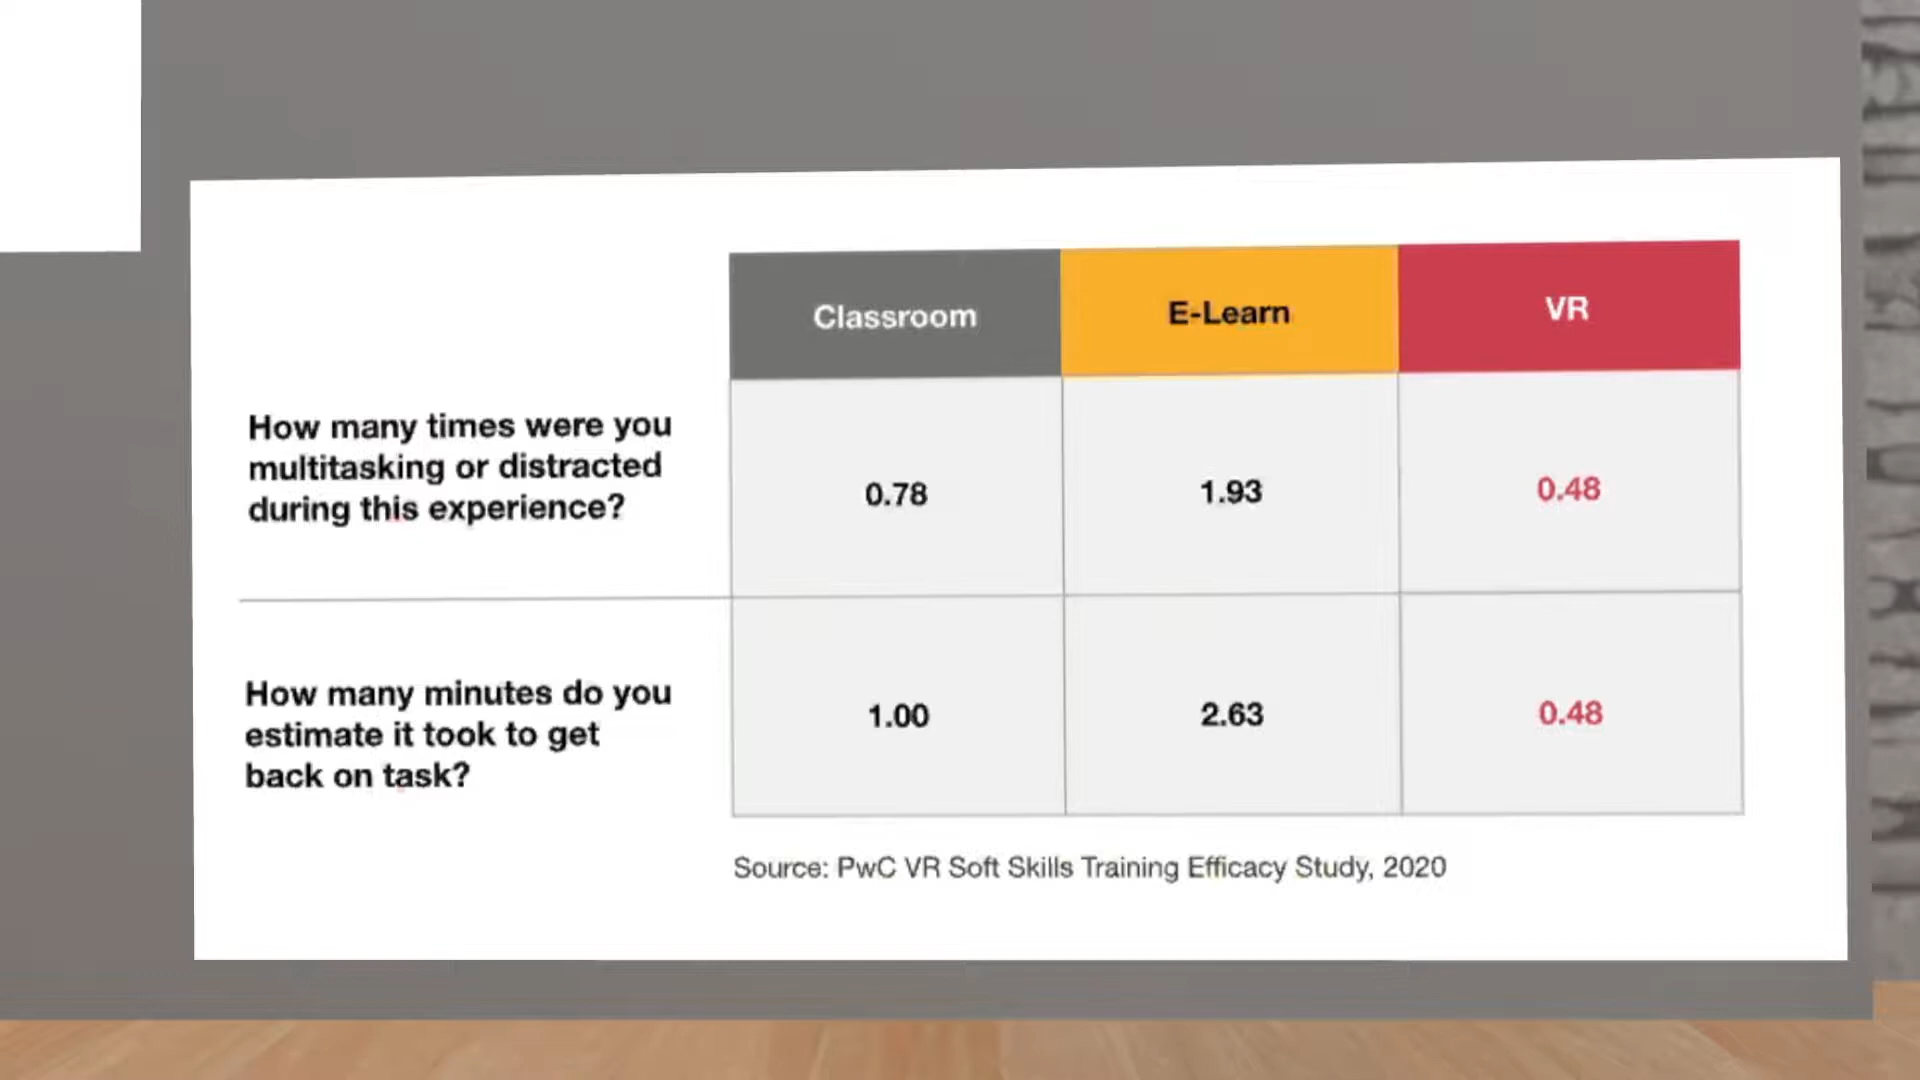 Classroom E-Learn VR
How many times were you
multitasking or distracted
during this experience?
0.78 1.93 0.48
How many minutes do you
estimate it took to get
back on task?
1.00 2.63 0.48
Source: PwC VR Soft Skills Training Efficacy Study, 2020